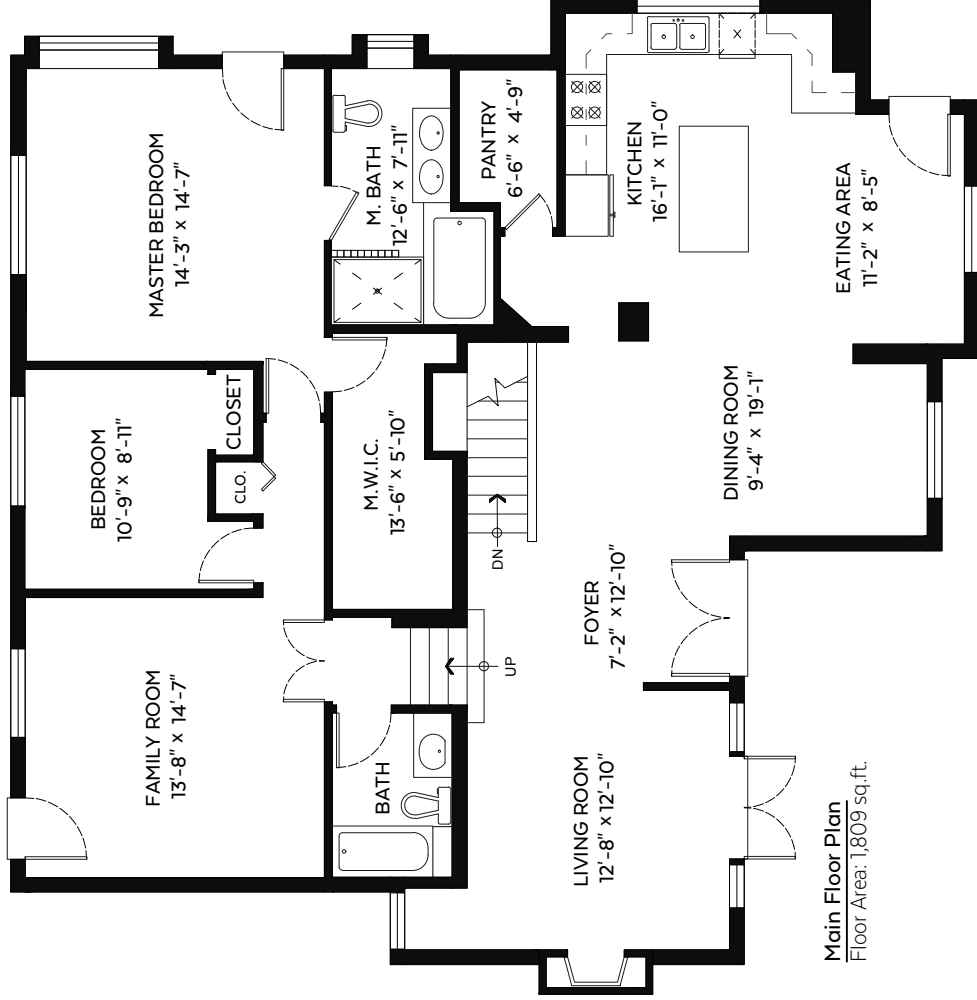 MASTER BEDROOM
14'-3" x 14'-7"
M. BATH
12'-6" x 7'-11"
PANTRY
6'-6" x 4'-9"
KITCHEN
16'-1" x 11'-0"
EATING AREA
11'-2" x 8'-5"
BEDROOM
10'-9" x 8'-11"
CLOSET
CLO.
M.W.I.C.
13'-6" x 5'-10"
DN
DINING ROOM
9'-4" x 19'-1"
FOYER
7'-2" x 12'-10"
UP
FAMILY ROOM
13'-8" x 14'-7"
BATH
LIVING ROOM
12'-8" x 12'-10"
Main Floor Plan
Floor Area: 1,809 sq.ft.